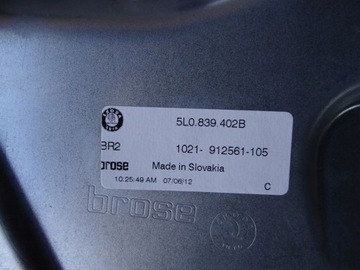 5L0.839.402B
BR2 1021- 912561-105
brose Made in Slovakia
10:25:49 AM 07/06/12 C
brose